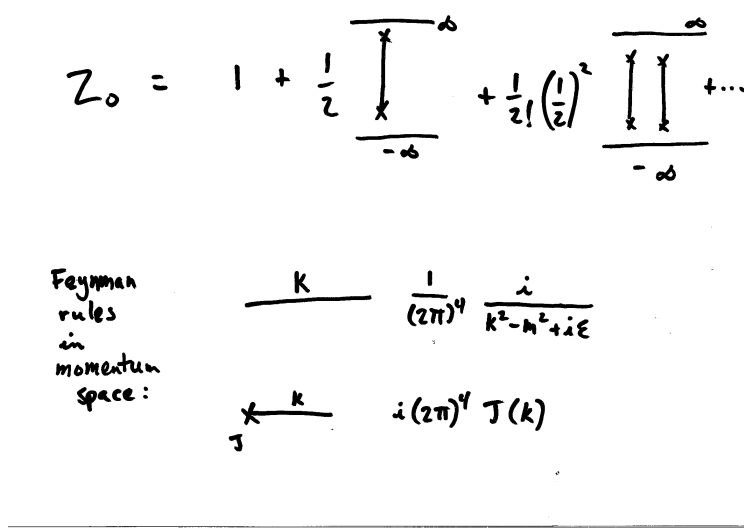 Z₀ = 1 + 1/2 ∞ -∞ + 1/2! (1/2)² ∞ -∞ + ...
Feynman
rules
in
momentum
space:
K 1/(2π)⁴ i/(k²-m²+iε)
k i(2π)⁴ J(k)
J